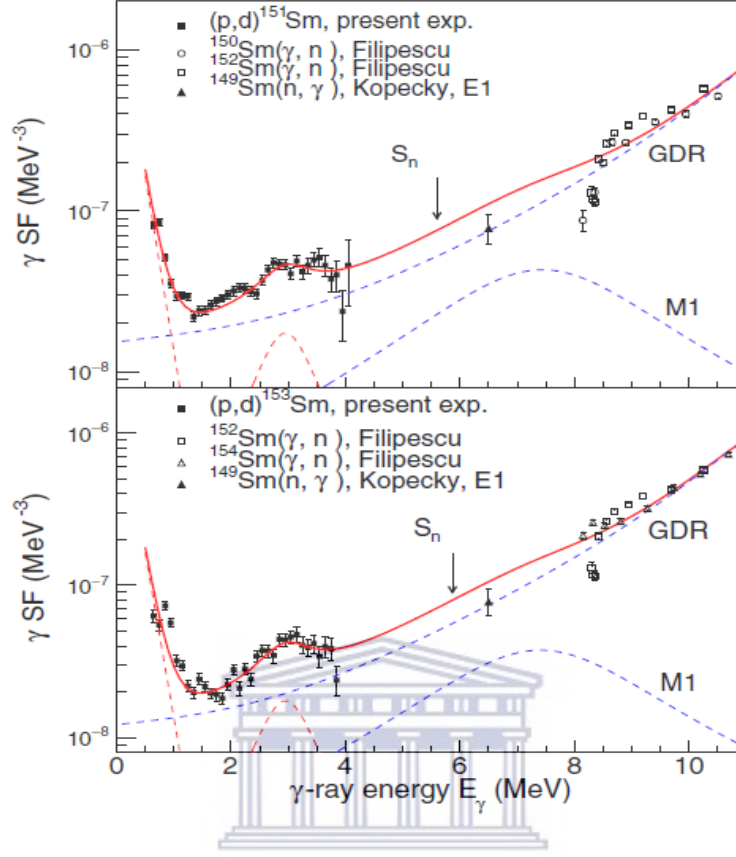 ■ (p,d)¹⁵¹Sm, present exp.
○ ¹⁵⁰Sm(γ, n), Filipescu
□ ¹⁵²Sm(γ, n), Filipescu
▲ ¹⁴⁹Sm(n, γ), Kopecky, E1
10⁻⁶
10⁻⁷
10⁻⁸
γ SF (MeV⁻³)
Sₙ
GDR
M1
■ (p,d)¹⁵³Sm, present exp.
□ ¹⁵²Sm(γ, n), Filipescu
△ ¹⁵⁴Sm(γ, n), Filipescu
▲ ¹⁴⁹Sm(n, γ), Kopecky, E1
10⁻⁶
10⁻⁷
10⁻⁸
γ SF (MeV⁻³)
Sₙ
GDR
M1
0 2 4 6 8 10
γ-ray energy E_γ (MeV)